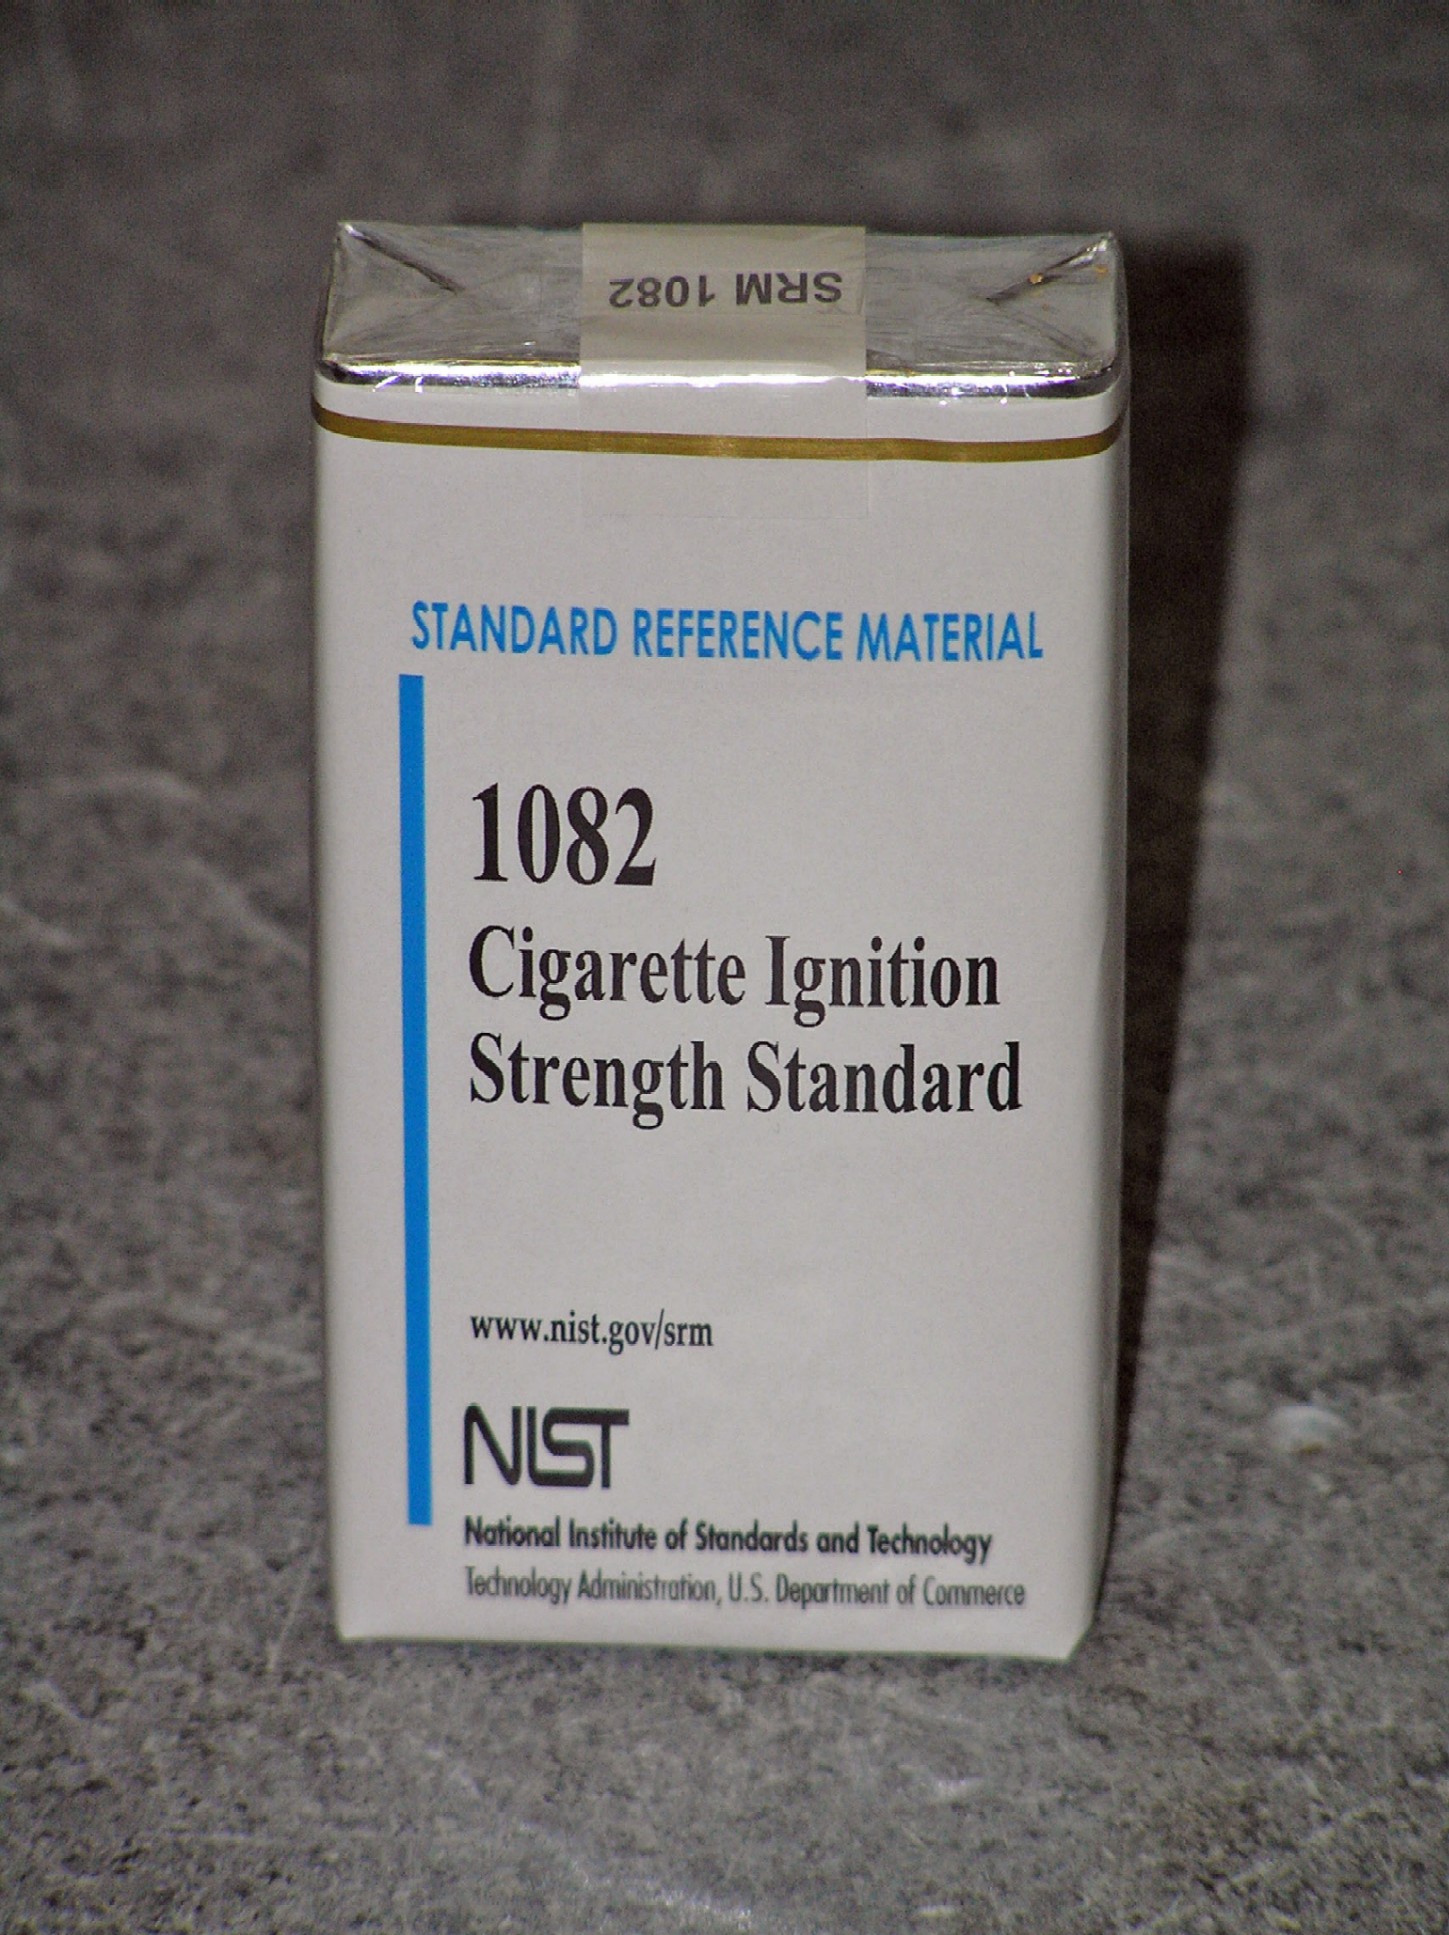 SRM 1082
STANDARD REFERENCE MATERIAL
1082
Cigarette Ignition
Strength Standard
www.nist.gov/srm
NIST
National Institute of Standards and Technology
Technology Administration, U.S. Department of Commerce